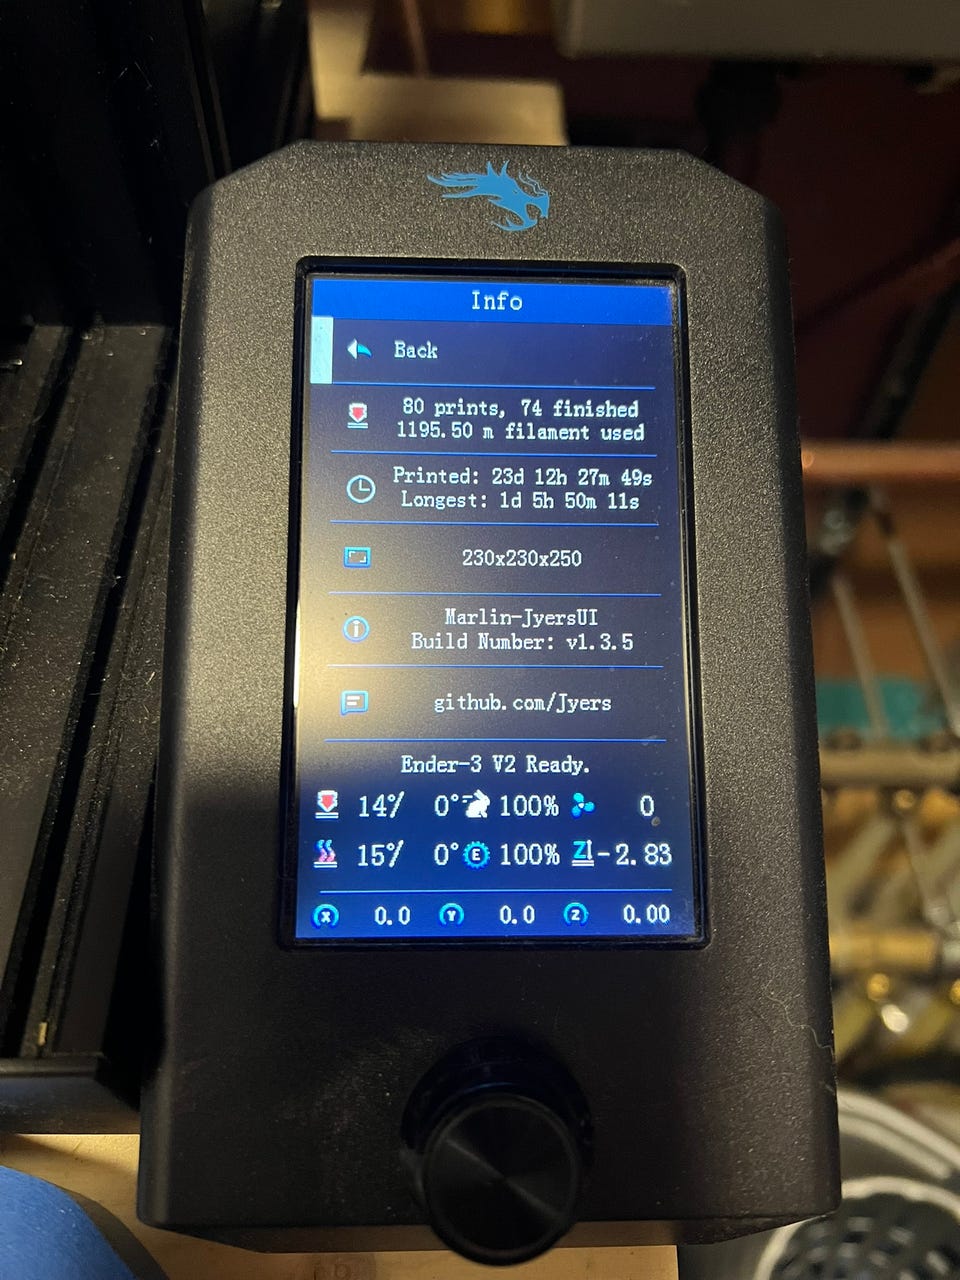 Info
Back
80 prints, 74 finished
1195.50 m filament used
Printed: 23d 12h 27m 49s
Longest: 1d 5h 50m 11s
230x230x250
Marlin-JyersUI
Build Number: v1.3.5
github.com/Jyers
Ender-3 V2 Ready.
14°/ 0° 100% 0
15°/ 0° E 100% Z -2.83
X 0.0 Y 0.0 Z 0.00